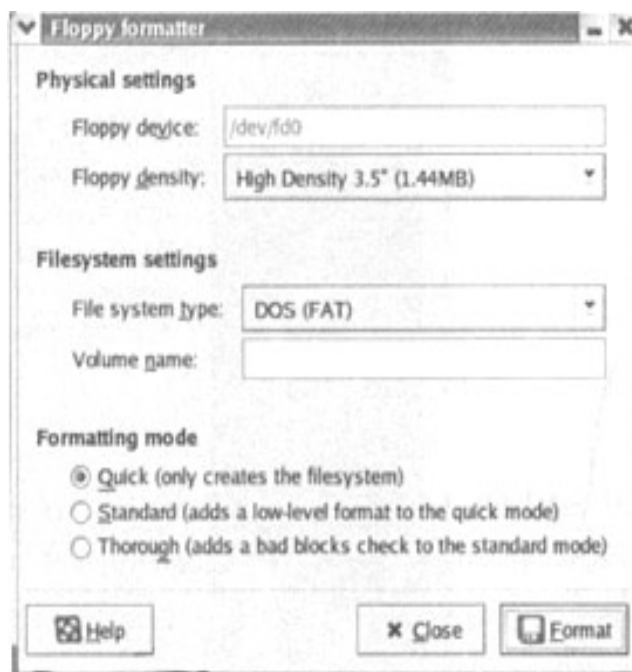 Floppy formatter
Physical settings
Floppy device: /dev/fd0
Floppy density: High Density 3.5" (1.44MB)
Filesystem settings
File system type: DOS (FAT)
Volume name:
Formatting mode
Quick (only creates the filesystem)
Standard (adds a low-level format to the quick mode)
Thorough (adds a bad blocks check to the standard mode)
Help Close Format